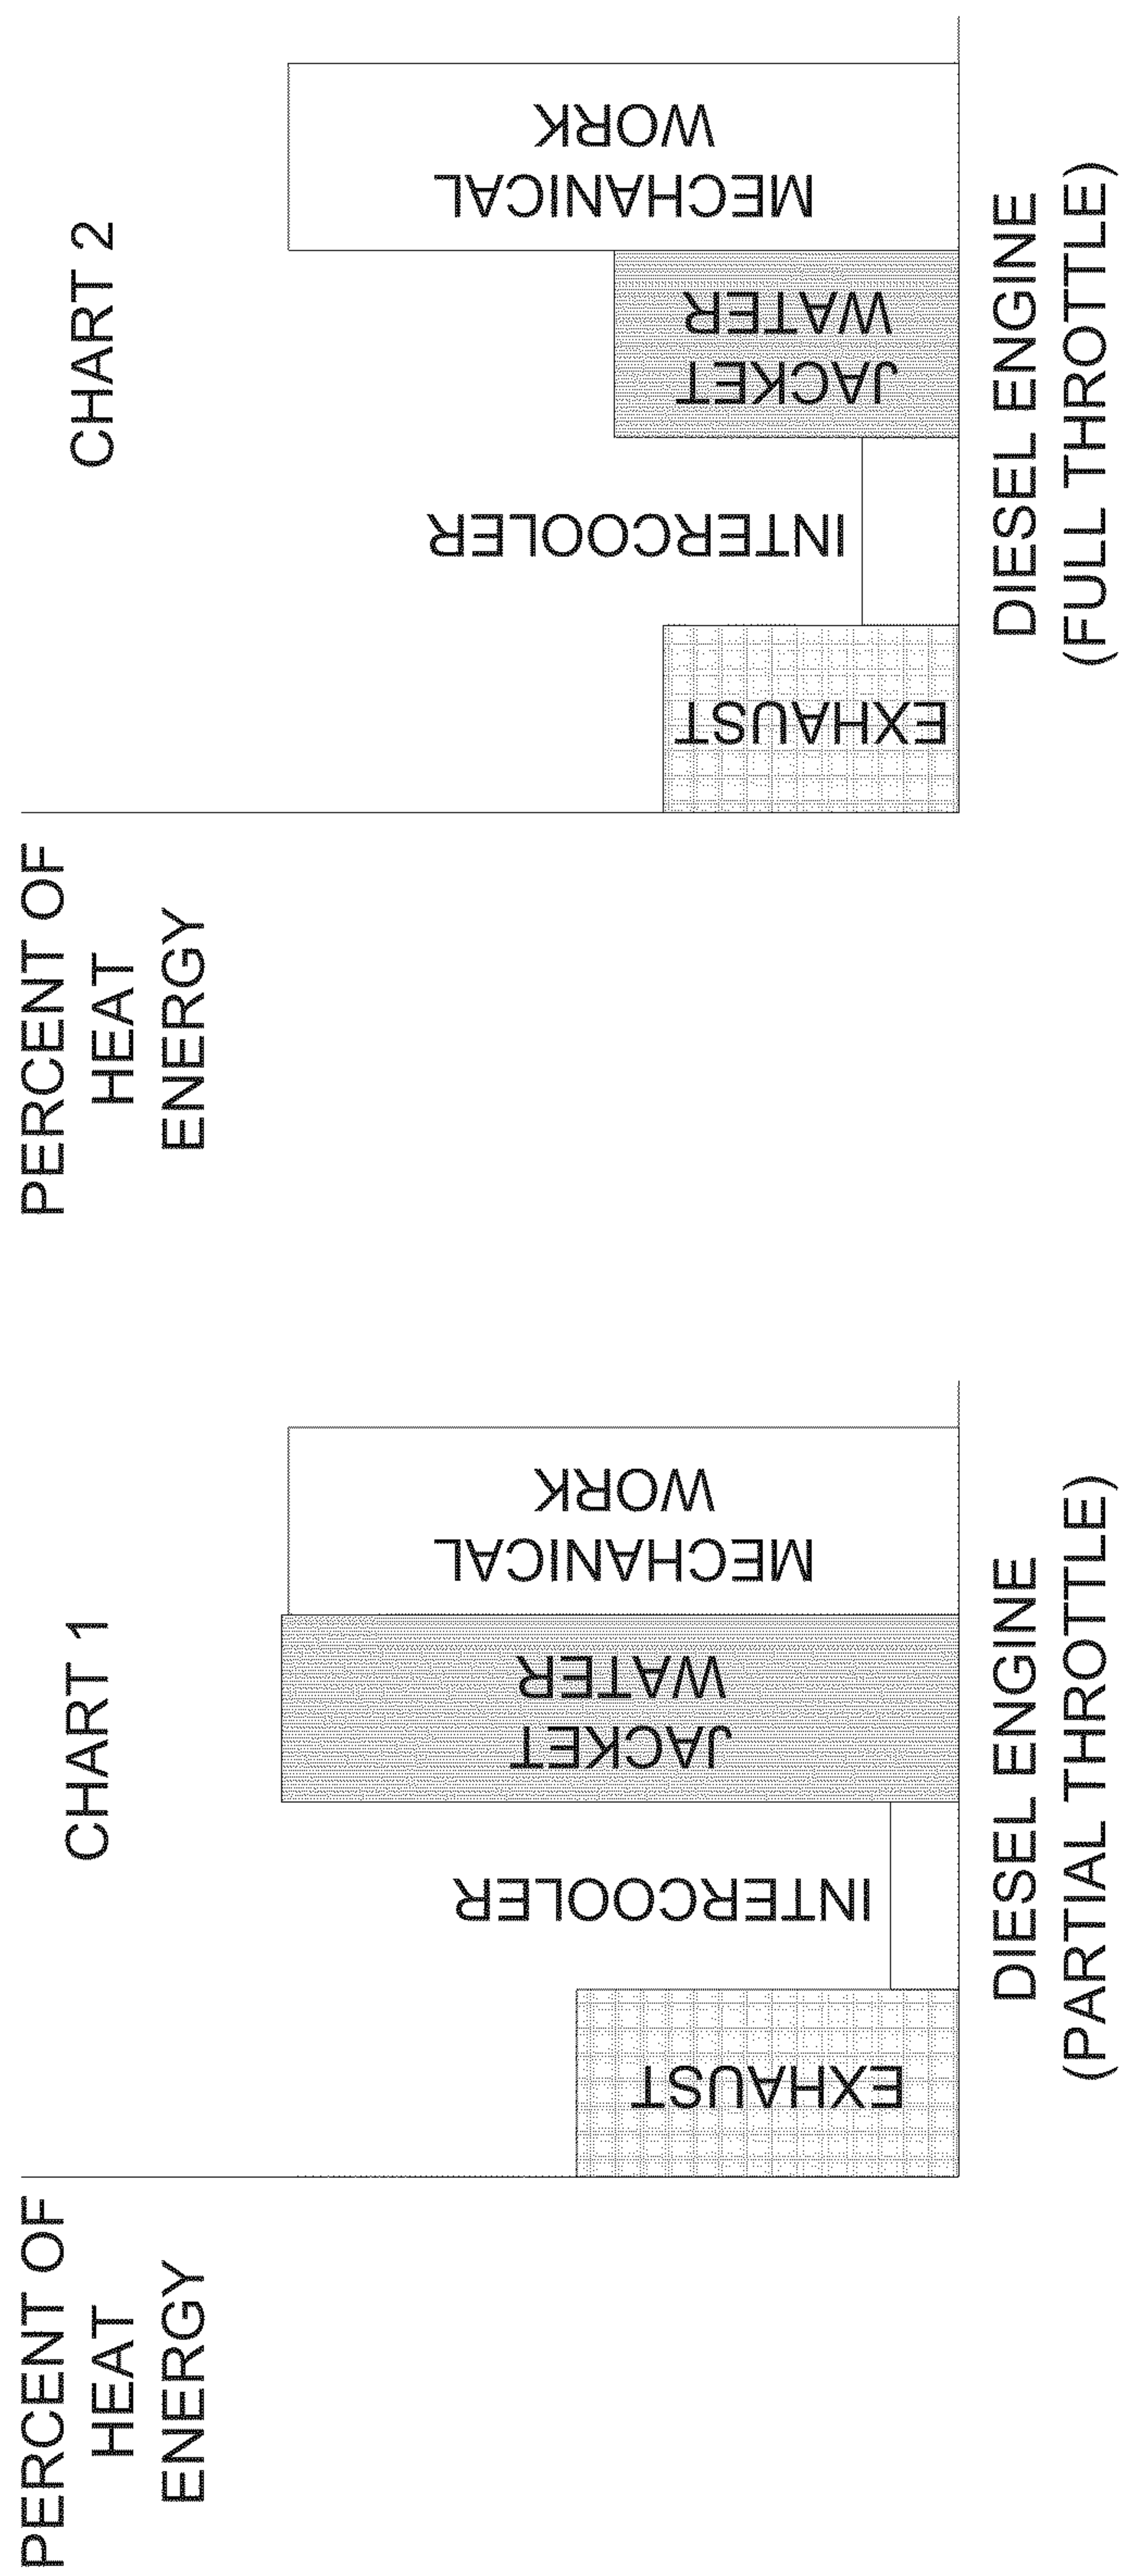 CHART 1
PERCENT OF
HEAT
ENERGY
EXHAUST
INTERCOOLER
JACKET
WATER
MECHANICAL
WORK
DIESEL ENGINE
(PARTIAL THROTTLE)
CHART 2
PERCENT OF
HEAT
ENERGY
EXHAUST
INTERCOOLER
JACKET
WATER
MECHANICAL
WORK
DIESEL ENGINE
(FULL THROTTLE)